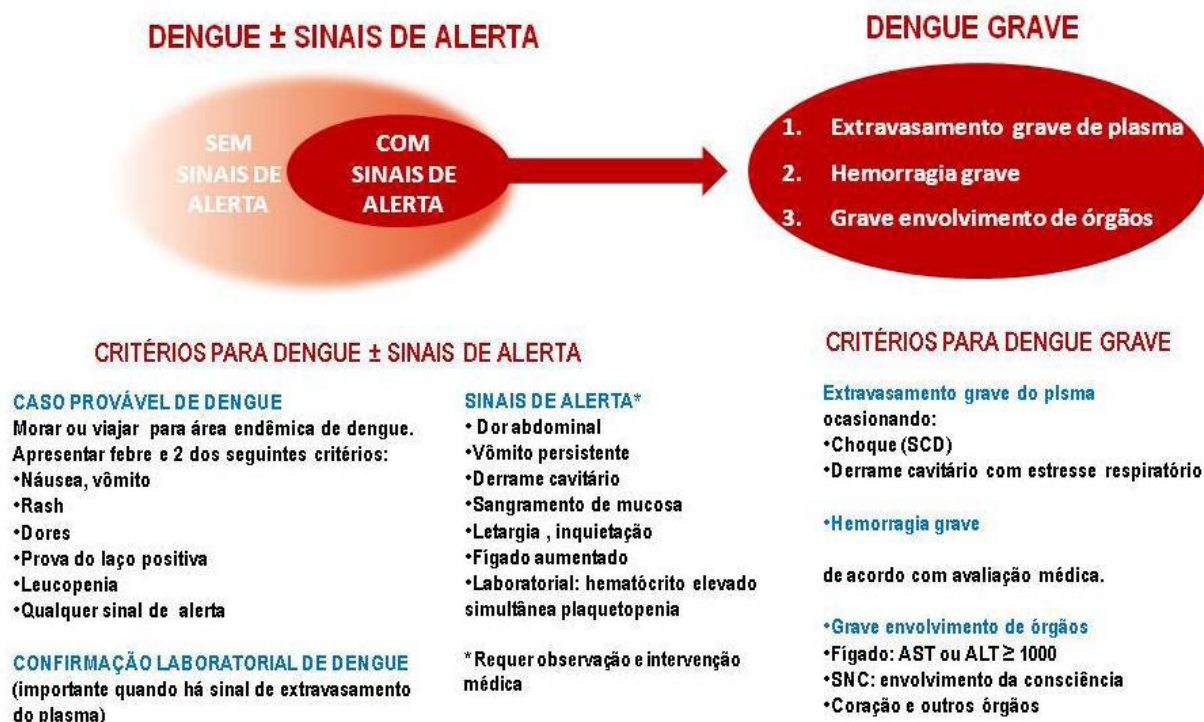 DENGUE ± SINAIS DE ALERTA
DENGUE GRAVE
SEM
SINAIS DE
ALERTA
COM
SINAIS DE
ALERTA
1. Extravasamento grave de plasma
2. Hemorragia grave
3. Grave envolvimento de órgãos
CRITÉRIOS PARA DENGUE ± SINAIS DE ALERTA
CASO PROVÁVEL DE DENGUE
Morar ou viajar para área endêmica de dengue.
Apresentar febre e 2 dos seguintes critérios:
•Náusea, vômito
•Rash
•Dores
•Prova do laço positiva
•Leucopenia
•Qualquer sinal de alerta
CONFIRMAÇÃO LABORATORIAL DE DENGUE
(importante quando há sinal de extravasamento
do plasma)
SINAIS DE ALERTA*
• Dor abdominal
•Vômito persistente
•Derrame cavitário
•Sangramento de mucosa
•Letargia , inquietação
•Fígado aumentado
•Laboratorial: hematócrito elevado
simultânea plaquetopenia
* Requer observação e intervenção
médica
CRITÉRIOS PARA DENGUE GRAVE
Extravasamento grave do plsma
ocasionando:
•Choque (SCD)
•Derrame cavitário com estresse respiratório
•Hemorragia grave
de acordo com avaliação médica.
•Grave envolvimento de órgãos
•Fígado: AST ou ALT ≥ 1000
•SNC: envolvimento da consciência
•Coração e outros órgãos